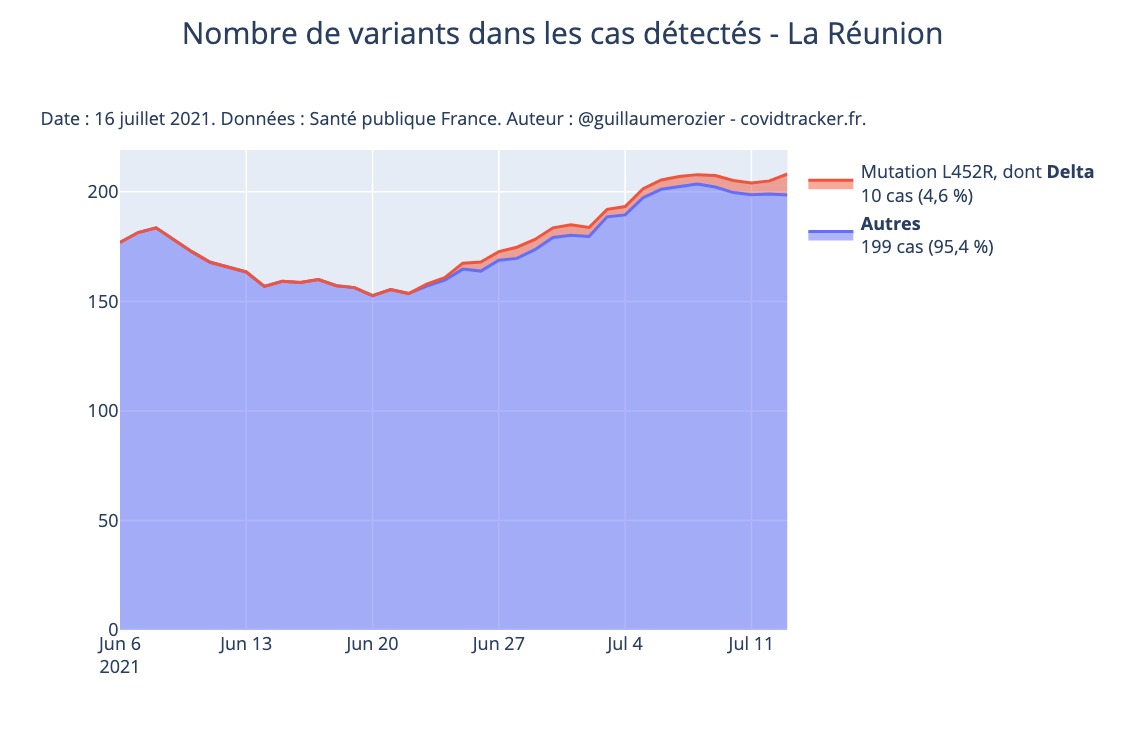 Nombre de variants dans les cas détectés - La Réunion
Date : 16 juillet 2021. Données : Santé publique France. Auteur : @guillaumerozier - covidtracker.fr.
Mutation L452R, dont Delta
10 cas (4,6 %)
Autres
199 cas (95,4 %)
200
150
100
50
0
Jun 6
2021
Jun 13
Jun 20
Jun 27
Jul 4
Jul 11